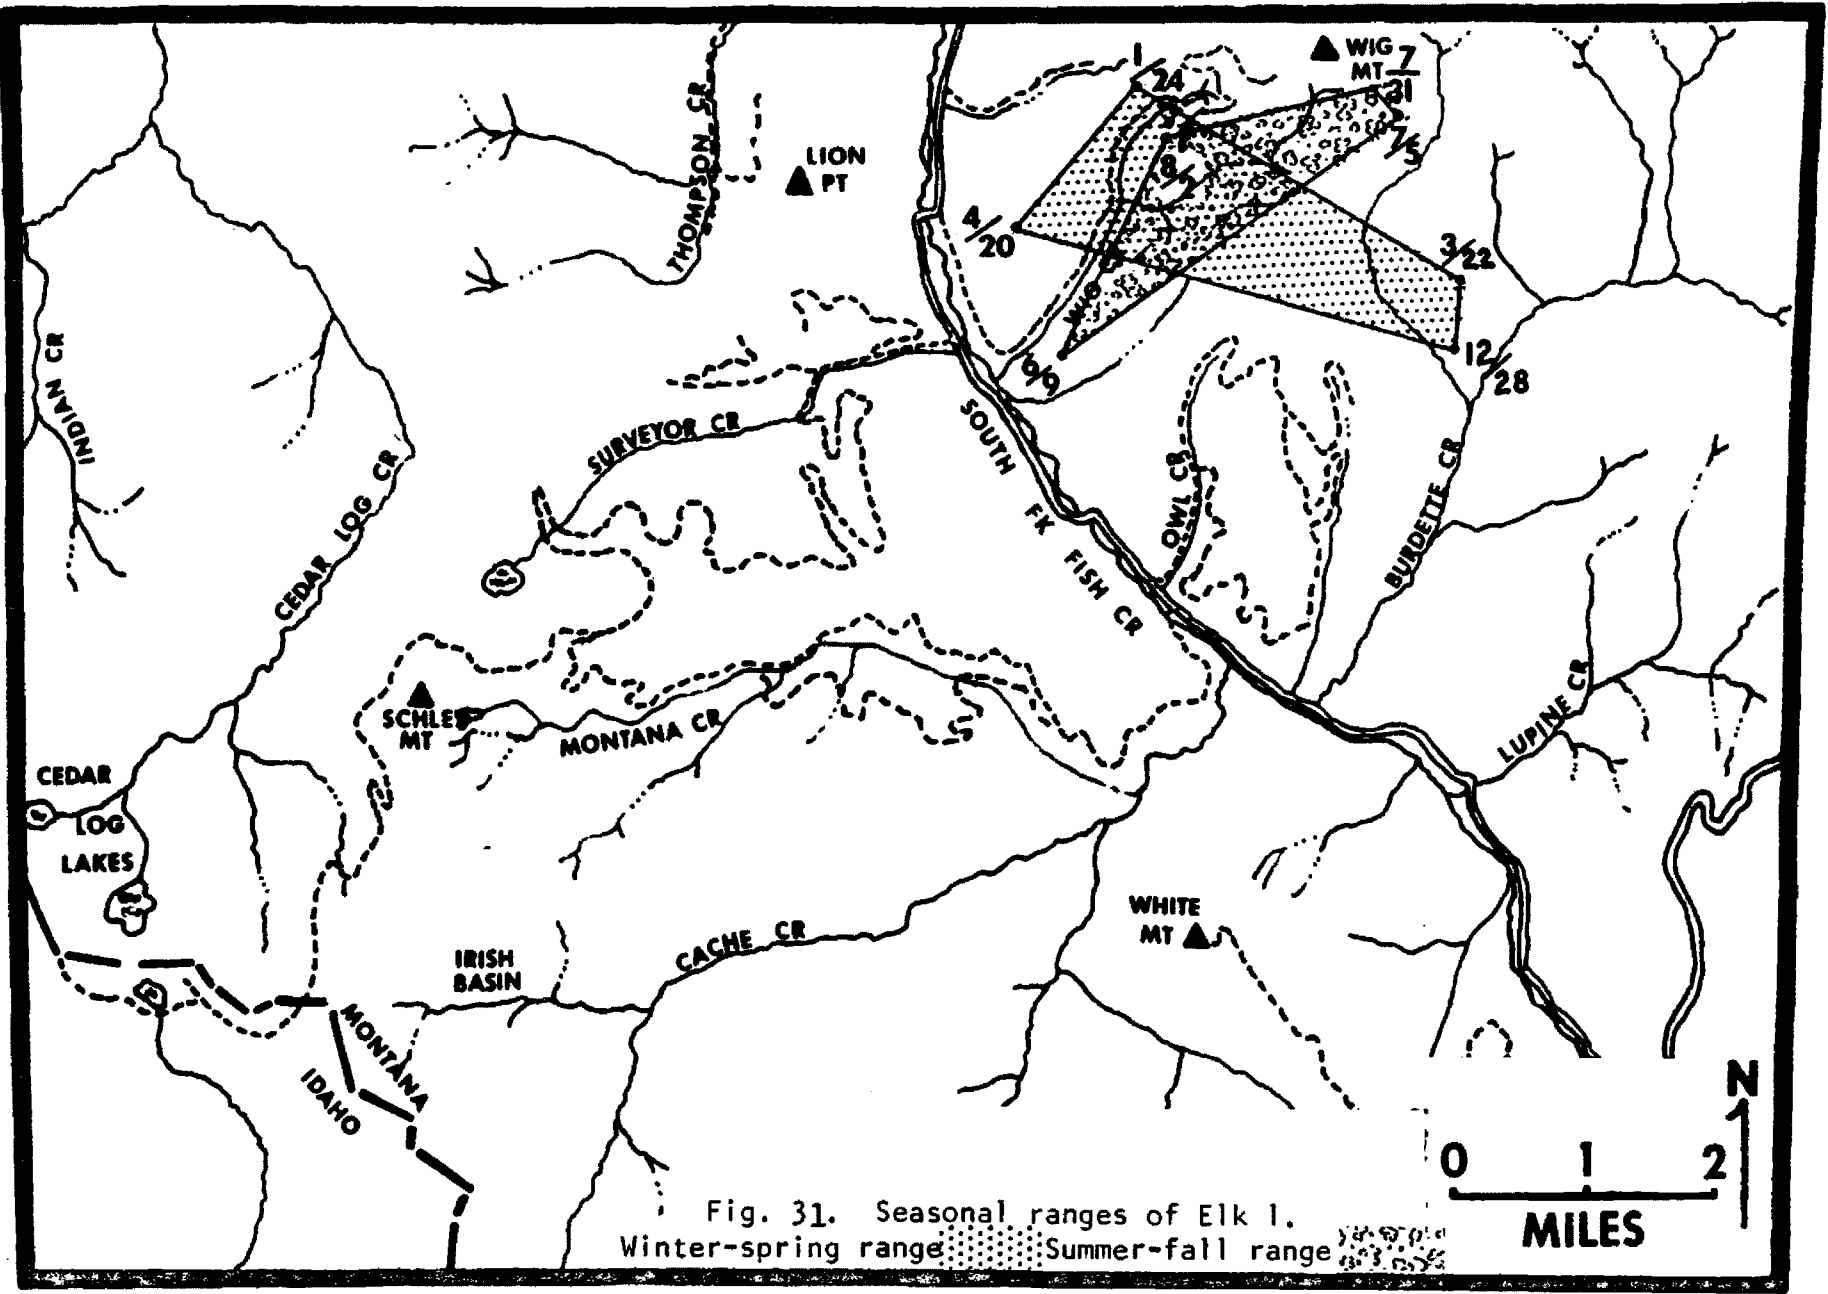 WIG
MT
7/31
7/5
1/24
8/2
4/20
3/22
12/28
6/9
WIG
LION
PT
THOMPSON CR
INDIAN CR
CEDAR LOG CR
SURVEYOR CR
SOUTH FK FISH CR
OWL CR
BURDETTE CR
LUPINE CR
MT
MONTANA CR
CEDAR
LOG
LAKES
IRISH
BASIN
CACHE CR
WHITE
MT
MONTANA
IDAHO
N
0 1 2
MILES
Fig. 31. Seasonal ranges of Elk 1.
Winter-spring range Summer-fall range